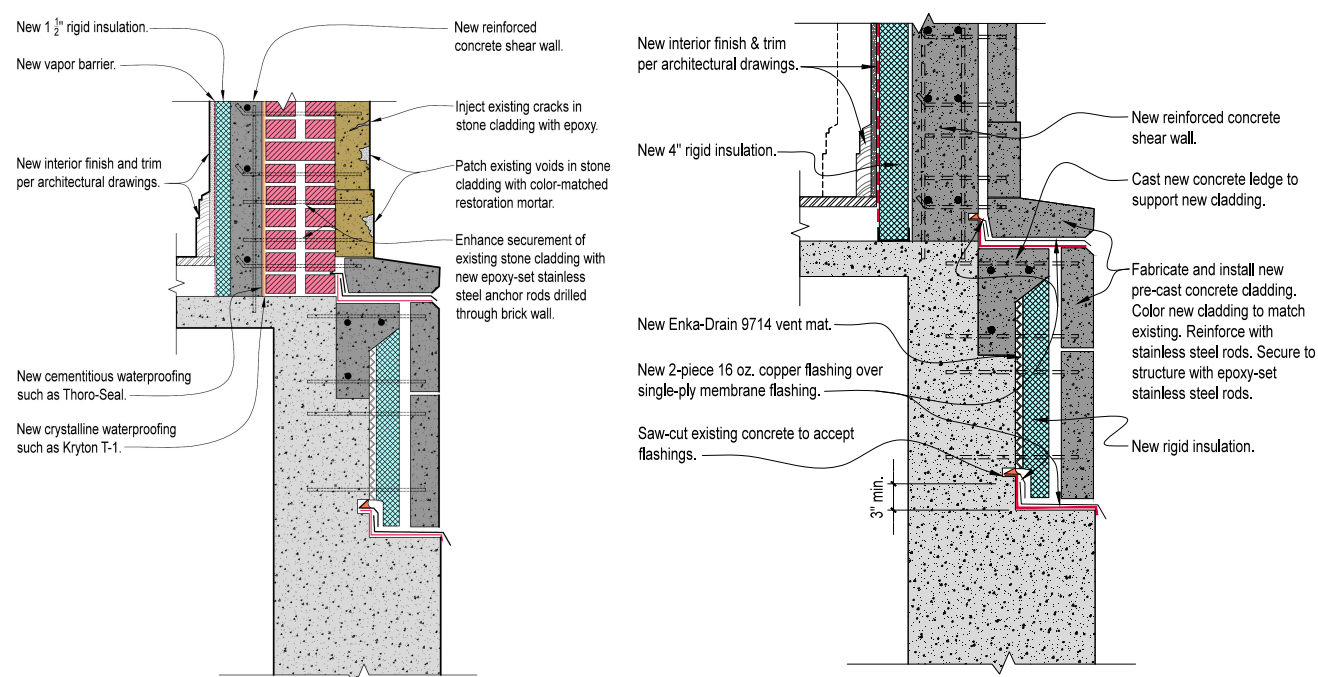 New 1 1/2" rigid insulation.
New vapor barrier.
New interior finish and trim
per architectural drawings.
New cementitious waterproofing
such as Thoro-Seal.
New crystalline waterproofing
such as Kryton T-1.
New reinforced
concrete shear wall.
Inject existing cracks in
stone cladding with epoxy.
Patch existing voids in stone
cladding with color-matched
restoration mortar.
Enhance securement of
existing stone cladding with
new epoxy-set stainless
steel anchor rods drilled
through brick wall.
New interior finish & trim
per architectural drawings.
New 4" rigid insulation.
New Enka-Drain 9714 vent mat.
New 2-piece 16 oz. copper flashing over
single-ply membrane flashing.
Saw-cut existing concrete to accept
flashings.
3" min.
New reinforced concrete
shear wall.
Cast new concrete ledge to
support new cladding.
Fabricate and install new
pre-cast concrete cladding.
Color new cladding to match
existing. Reinforce with
stainless steel rods. Secure to
structure with epoxy-set
stainless steel rods.
New rigid insulation.